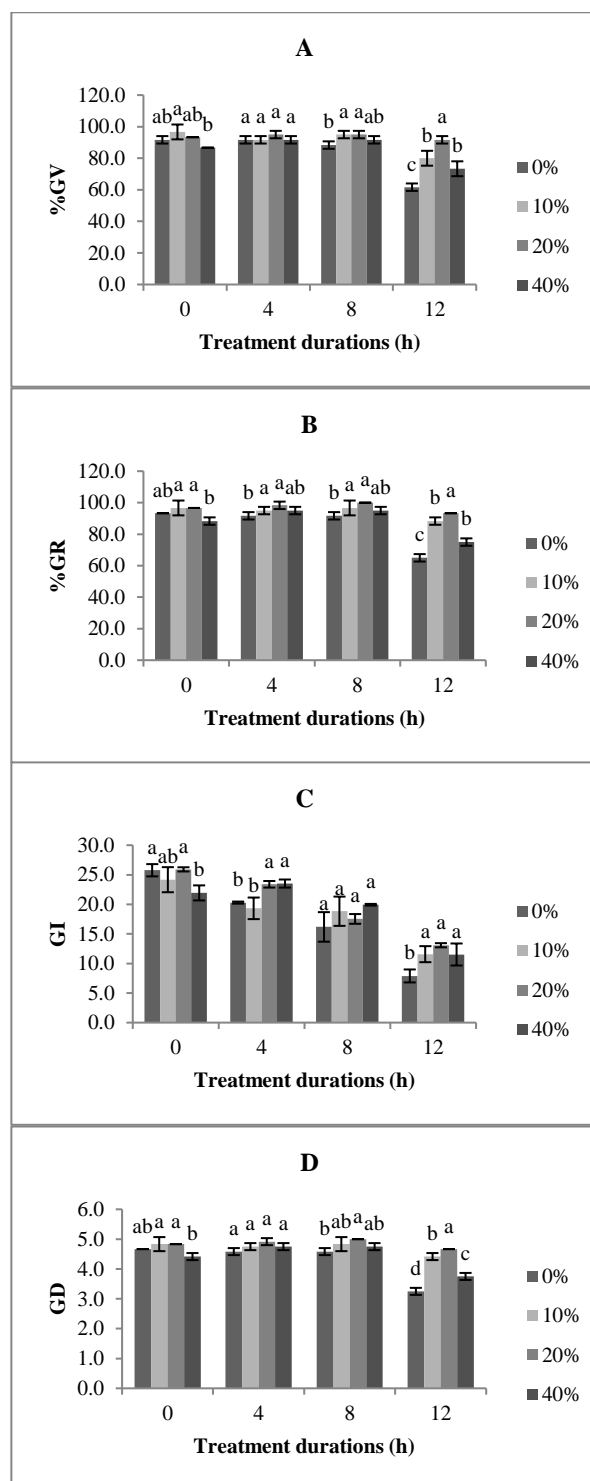 A
120.0
100.0
80.0
60.0
40.0
20.0
0.0
%GV
ab a ab b
a a a a
b a a ab
c b a b
0 4 8 12
Treatment durations (h)
0%
10%
20%
40%
B
120.0
100.0
80.0
60.0
40.0
20.0
0.0
%GR
ab a a b
b a a ab
b a a ab
c b a b
0 4 8 12
Treatment durations (h)
0%
10%
20%
40%
C
30.0
25.0
20.0
15.0
10.0
5.0
0.0
GI
a ab a b
b b a a
a a a a
b a a a
0 4 8 12
Treatment durations (h)
0%
10%
20%
40%
D
6.0
5.0
4.0
3.0
2.0
1.0
0.0
GD
ab a a b
a a a a
b ab a ab
d b a c
0 4 8 12
Treatment durations (h)
0%
10%
20%
40%